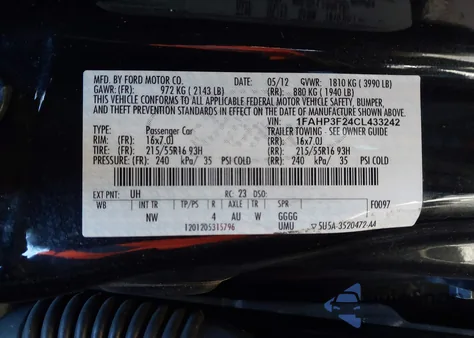 MFD. BY FORD MOTOR CO. DATE: 05/12 GVWR: 1810 KG (3990 LB)
GAWR: (FR): 972 KG (2143 LB) (RR): 880 KG (1940 LB)
THIS VEHICLE CONFORMS TO ALL APPLICABLE FEDERAL MOTOR VEHICLE SAFETY, BUMPER,
AND THEFT PREVENTION STANDARDS IN EFFECT ON THE DATE OF MANUFACTURE SHOWN ABOVE.
VIN: 1FAHP3F24CL433242
TYPE: Passenger Car TRAILER TOWING - SEE OWNER GUIDE
RIM: (FR): 16x7.0J (RR): 16x7.0J
TIRE: (FR): 215/55R16 93H (RR): 215/55R16 93H
PRESSURE: (FR): 240 kPa/ 35 PSI COLD (RR): 240 kPa/ 35 PSI COLD
EXT PNT: UH RC: 23 DSO: F0097
WB INT TR TP/PS R AXLE TR SPR
NW 4 AU W GGGG
1201205315796 UMU 5U5A-3520472-AA